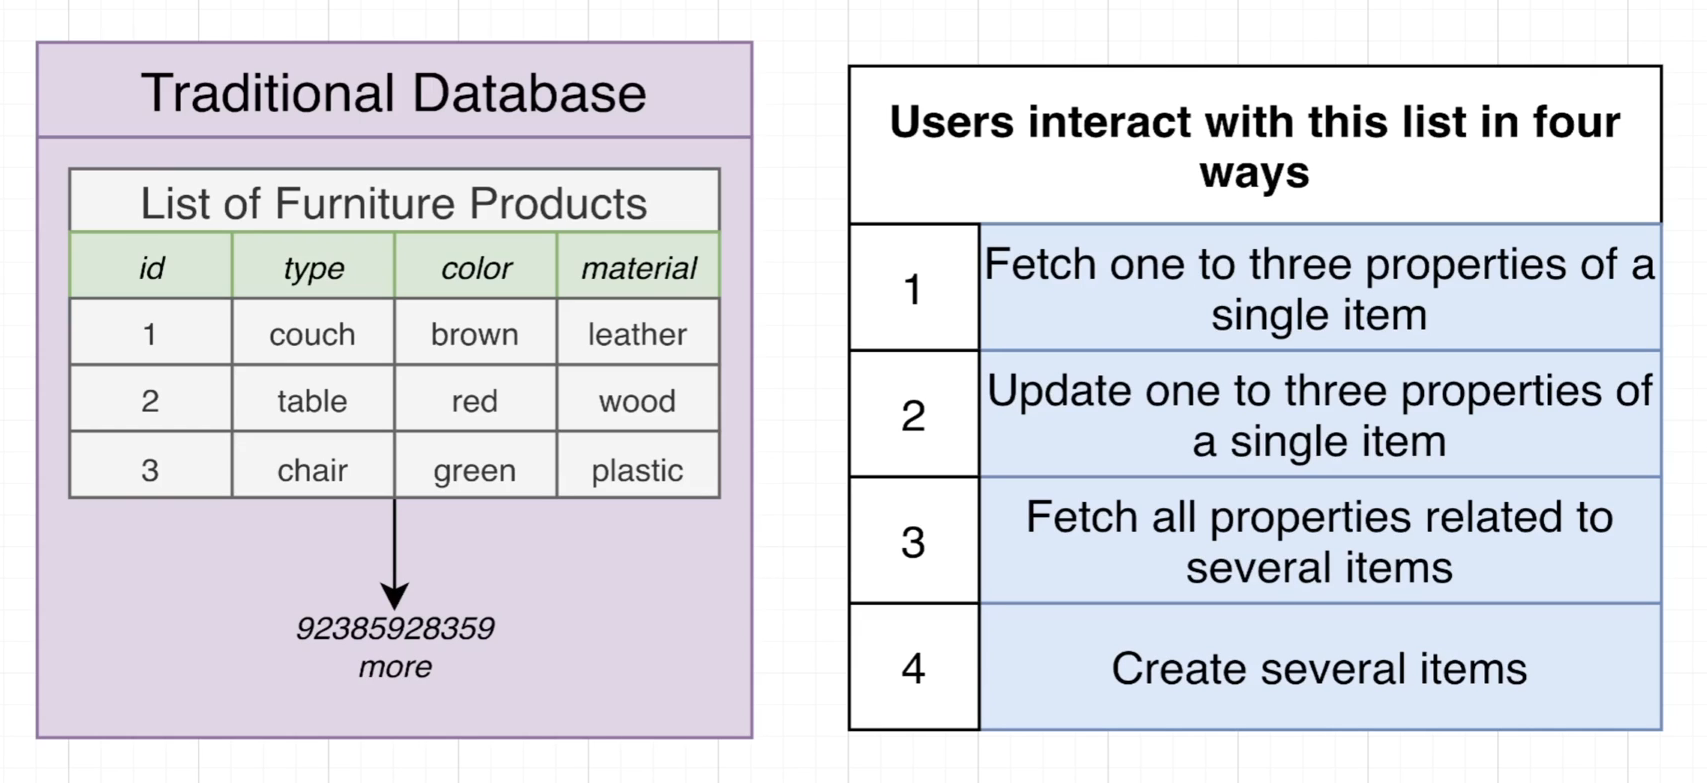 Traditional Database
List of Furniture Products
id type color material
1 couch brown leather
2 table red wood
3 chair green plastic
92385928359
more
Users interact with this list in four
ways
1 Fetch one to three properties of a
single item
2 Update one to three properties of
a single item
3 Fetch all properties related to
several items
4 Create several items